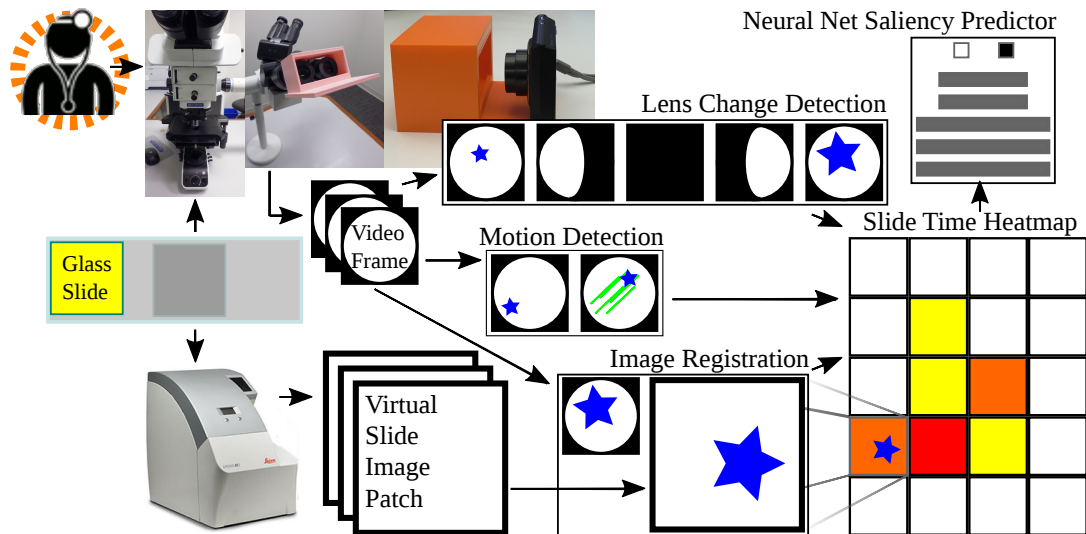 Neural Net Saliency Predictor
Lens Change Detection
Video
Frame
Motion Detection
Slide Time Heatmap
Glass
Slide
Image Registration
Virtual
Slide
Image
Patch
Leica